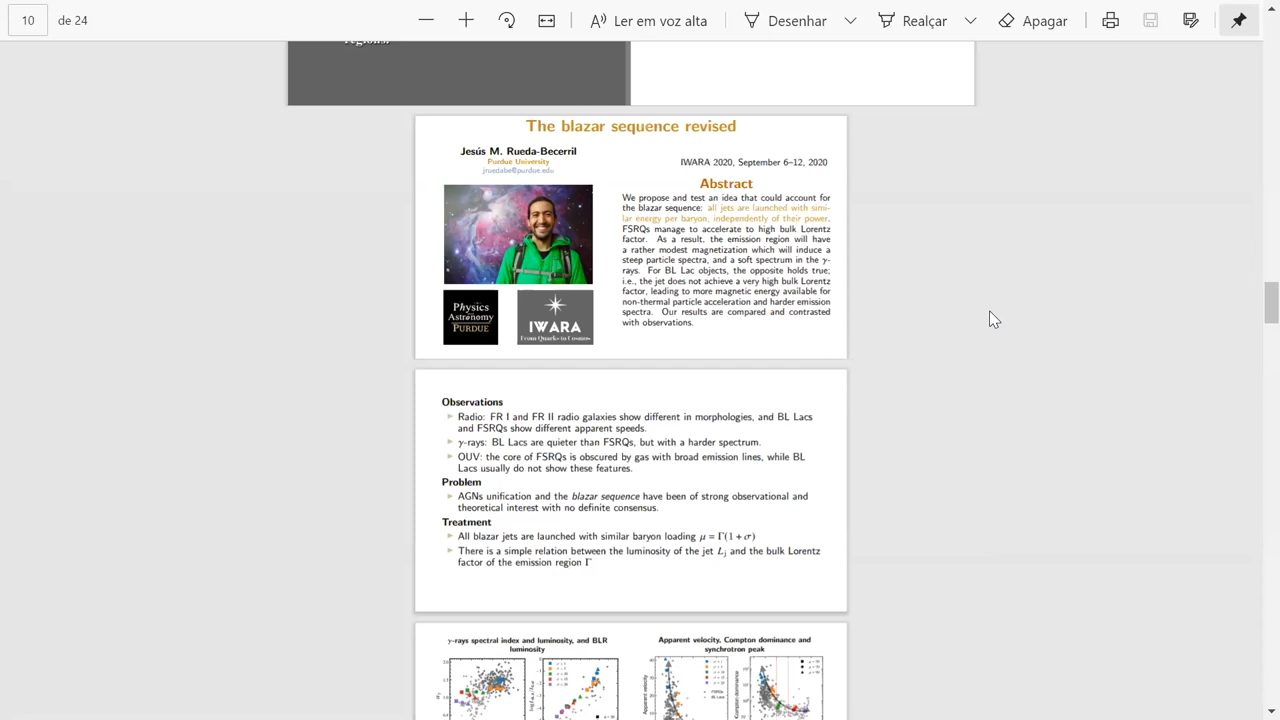 10 de 24 Ler em voz alta Desenhar Realçar Apagar
The blazar sequence revised
Jesús M. Rueda-Becerril
Purdue University
jruedabe@purdue.edu
IWARA 2020, September 6–12, 2020
Abstract
We propose and test an idea that could account for
the blazar sequence: all jets are launched with simi-
lar energy per baryon, independently of their power.
FSRQs manage to accelerate to high bulk Lorentz
factor. As a result, the emission region will have
a rather modest magnetization which will induce a
steep particle spectra, and a soft spectrum in the γ-
rays. For BL Lac objects, the opposite holds true;
i.e., the jet does not achieve a very high bulk Lorentz
factor, leading to more magnetic energy available for
non-thermal particle acceleration and harder emission
spectra. Our results are compared and contrasted
with observations.
Physics
Astronomy
PURDUE
IWARA
From Quarks to Cosmos
Observations
Radio: FR I and FR II radio galaxies show different in morphologies, and BL Lacs
and FSRQs show different apparent speeds.
γ-rays: BL Lacs are quieter than FSRQs, but with a harder spectrum.
OUV: the core of FSRQs is obscured by gas with broad emission lines, while BL
Lacs usually do not show these features.
Problem
AGNs unification and the blazar sequence have been of strong observational and
theoretical interest with no definite consensus.
Treatment
All blazar jets are launched with similar baryon loading μ = Γ(1 + σ)
There is a simple relation between the luminosity of the jet Lj and the bulk Lorentz
factor of the emission region Γ
γ-rays spectral index and luminosity, and BLR
luminosity
Apparent velocity, Compton dominance and
synchrotron peak
Apparent velocity
Compton dominance